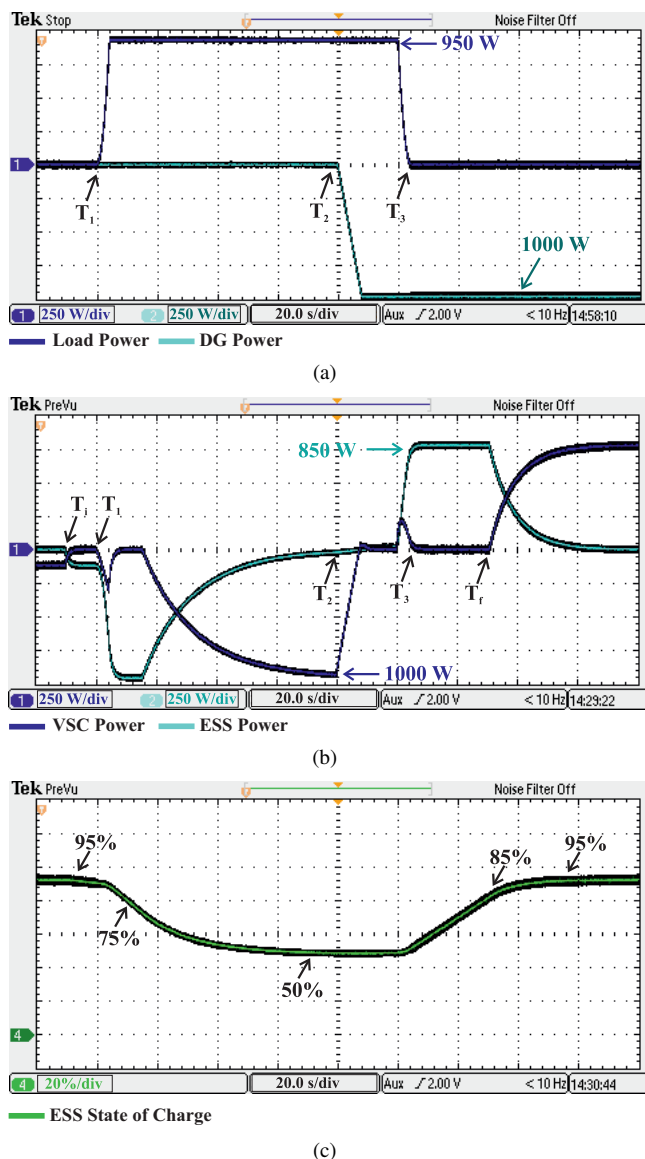 Tek Stop Noise Filter Off
T
950 W
1
T1 T2 T3
1000 W
1 250 W/div 2 250 W/div 20.0 s/div Aux 2.00 V < 10 Hz 14:58:10
Load Power DG Power
(a)
Tek PreVu Noise Filter Off
T
850 W
Ti T1
1
T2 T3 Tf
1000 W
1 250 W/div 2 250 W/div 20.0 s/div Aux 2.00 V < 10 Hz 14:29:22
VSC Power ESS Power
(b)
Tek PreVu Noise Filter Off
T
95% 85% 95%
75%
50%
4
4 20%/div 20.0 s/div Aux 2.00 V < 10 Hz 14:30:44
ESS State of Charge
(c)